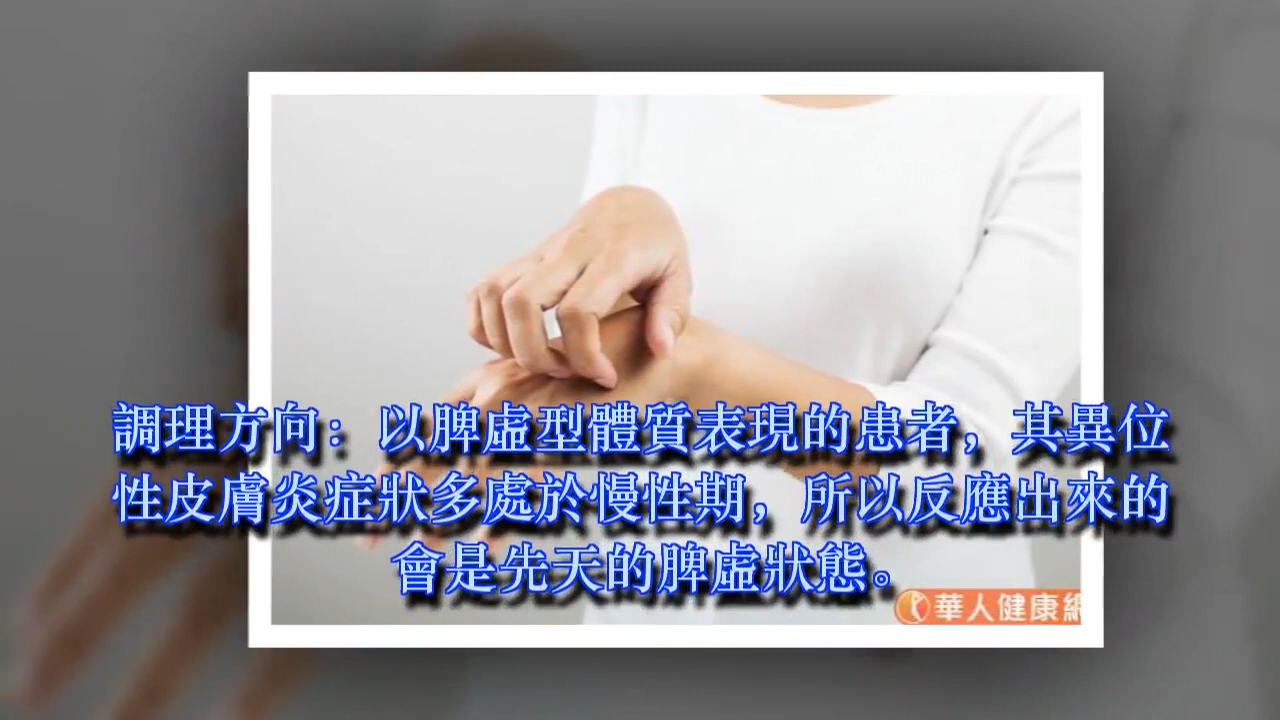 調理方向：以脾虛型體質表現的患者，其異位
性皮膚炎症狀多處於慢性期，所以反應出來的
會是先天的脾虛狀態。
華人健康網